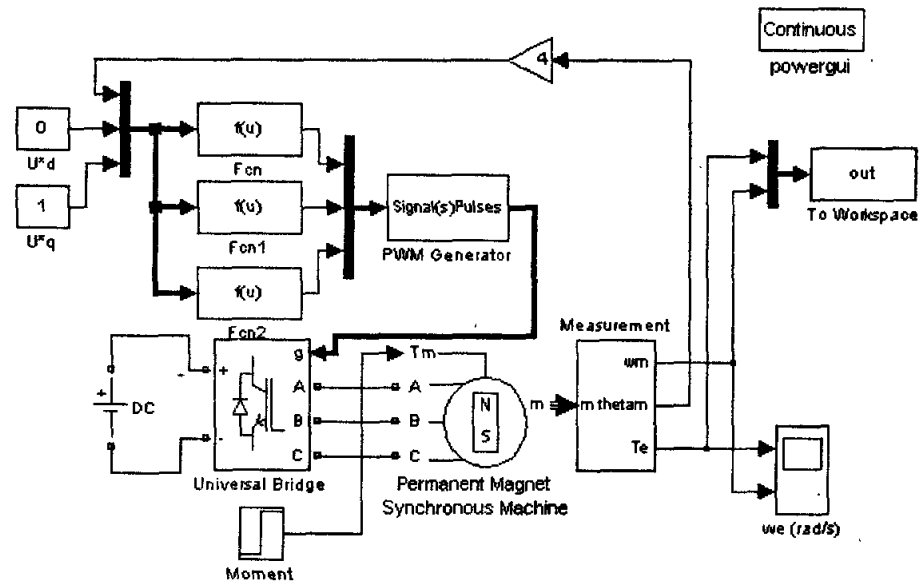 Continuous
powergui
4
0
U*d
1
U*q
f(u)
Fcn
f(u)
Fcn1
f(u)
Fcn2
Signal(s)Pulses
PWM Generator
out
To Workspace
Measurement
wm
m thetam
Te
g
+
A
B
C
-
Universal Bridge
+
DC
-
Tm
A
B
C
N
S
m
Permanent Magnet
Synchronous Machine
Moment
we (rad/s)